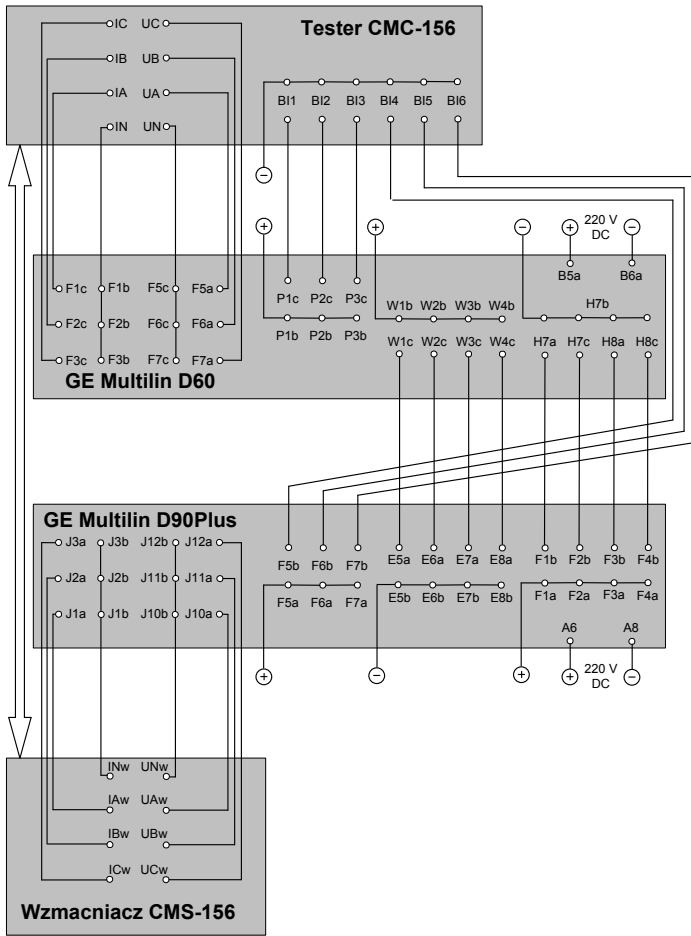 IC UC
Tester CMC-156
IB UB
IA UA
BI1 BI2 BI3 BI4 BI5 BI6
IN UN
−
+ + − + 220 V DC −
B5a B6a
F1c F1b F5c F5a
P1c P2c P3c
W1b W2b W3b W4b
H7b
F2c F2b F6c F6a
P1b P2b P3b
W1c W2c W3c W4c
H7a H7c H8a H8c
F3c F3b F7c F7a
GE Multilin D60
GE Multilin D90Plus
J3a J3b J12b J12a
F5b F6b F7b
E5a E6a E7a E8a
F1b F2b F3b F4b
J2a J2b J11b J11a
F5a F6a F7a
E5b E6b E7b E8b
F1a F2a F3a F4a
J1a J1b J10b J10a
A6 A8
+ − + + 220 V DC −
INw UNw
IAw UAw
IBw UBw
ICw UCw
Wzmacniacz CMS-156